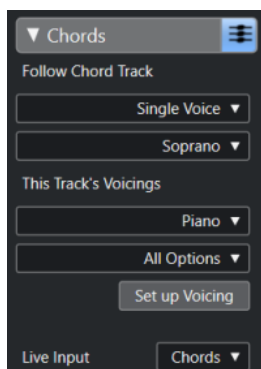 Chords
Follow Chord Track
Single Voice
Soprano
This Track's Voicings
Piano
All Options
Set up Voicing
Live Input Chords